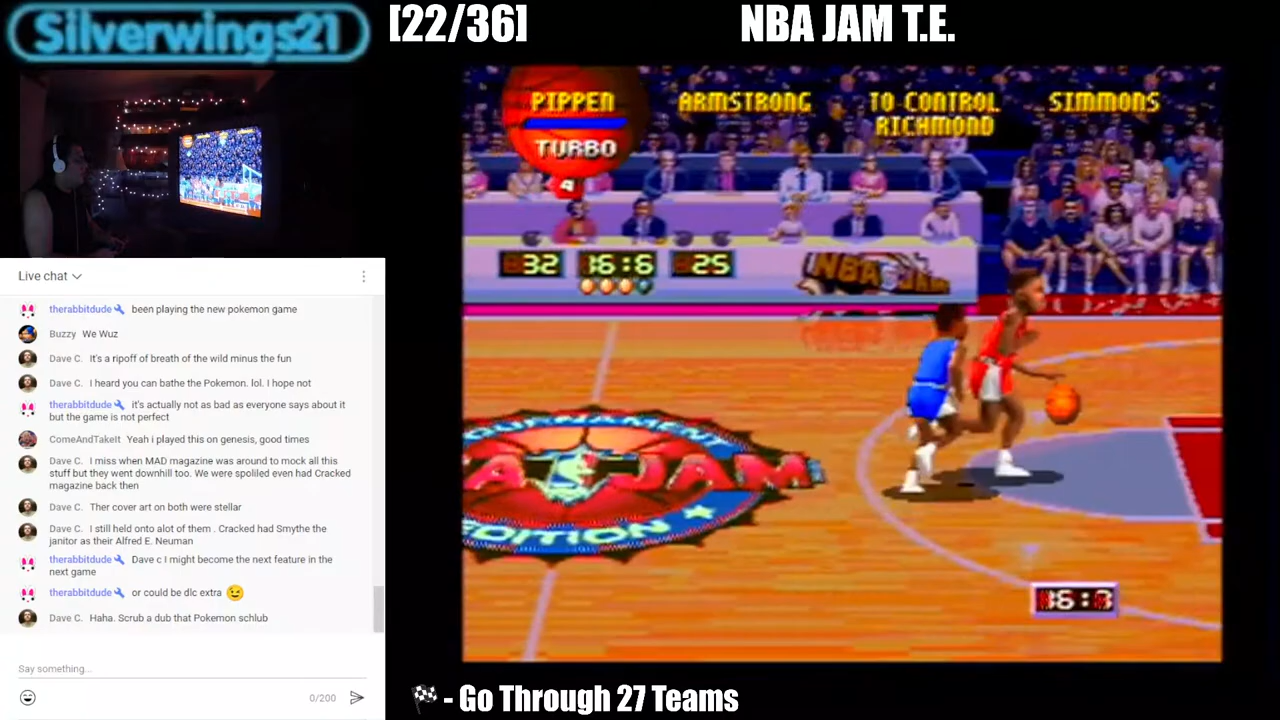 Silverwings21
[22/36]
NBA JAM T.E.
PIPPEN
TURBO
4
ARMSTRONG
TO CONTROL
RICHMOND
SIMMONS
32
16:6
25
NBA JAM
TOURNAMENT
JAM
EDITION
Live chat
therabbitdude been playing the new pokemon game
Buzzy We Wuz
Dave C. It's a ripoff of breath of the wild minus the fun
Dave C. I heard you can bathe the Pokemon. lol. I hope not
therabbitdude it's actually not as bad as everyone says about it
but the game is not perfect
ComeAndTakeIt Yeah i played this on genesis, good times
Dave C. I miss when MAD magazine was around to mock all this
stuff but they went downhill too. We were spoliled even had Cracked
magazine back then
Dave C. Ther cover art on both were stellar
Dave C. I still held onto alot of them . Cracked had Smythe the
janitor as their Alfred E. Neuman
therabbitdude Dave c I might become the next feature in the
next game
therabbitdude or could be dlc extra 😉
Dave C. Haha. Scrub a dub that Pokemon schlub
Say something...
0/200
🏁 - Go Through 27 Teams